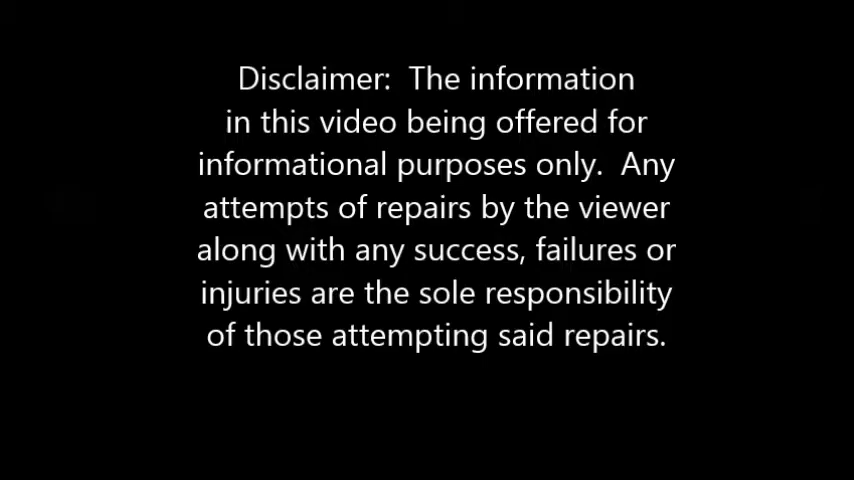 Disclaimer:  The information
in this video being offered for
informational purposes only.  Any
attempts of repairs by the viewer
along with any success, failures or
injuries are the sole responsibility
of those attempting said repairs.